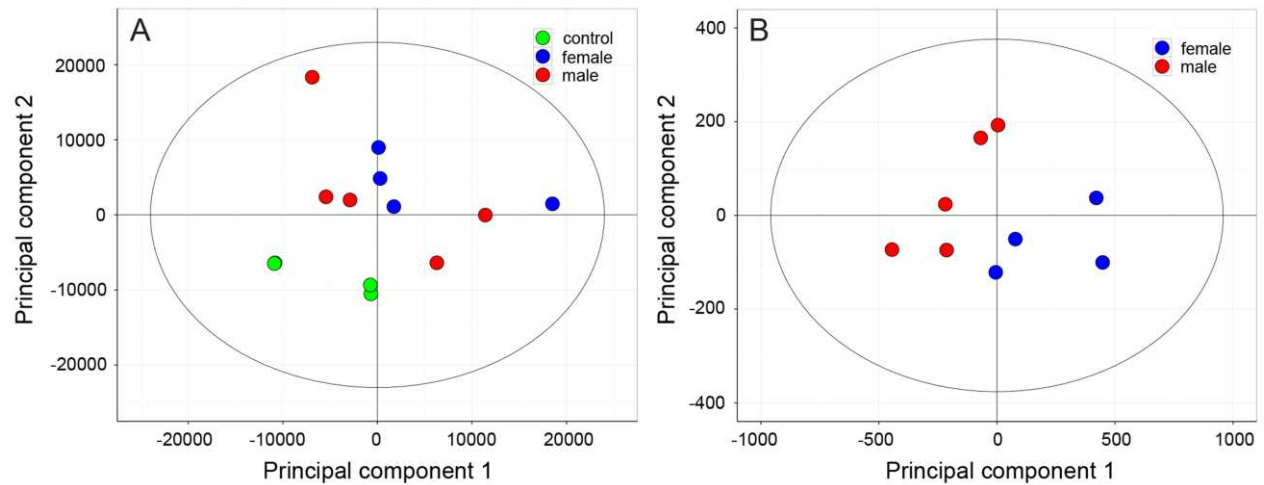 A
control
female
male
20000
10000
0
-10000
-20000
Principal component 2
-20000
-10000
0
10000
20000
Principal component 1
B
female
male
400
200
0
-200
-400
Principal component 2
-1000
-500
0
500
1000
Principal component 1